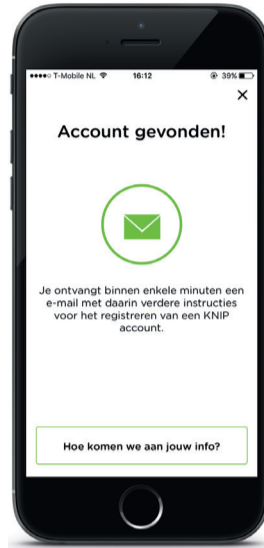 T-Mobile NL 16:12 39%
Account gevonden!
Je ontvangt binnen enkele minuten een
e-mail met daarin verdere instructies
voor het registreren van een KNIP
account.
Hoe komen we aan jouw info?